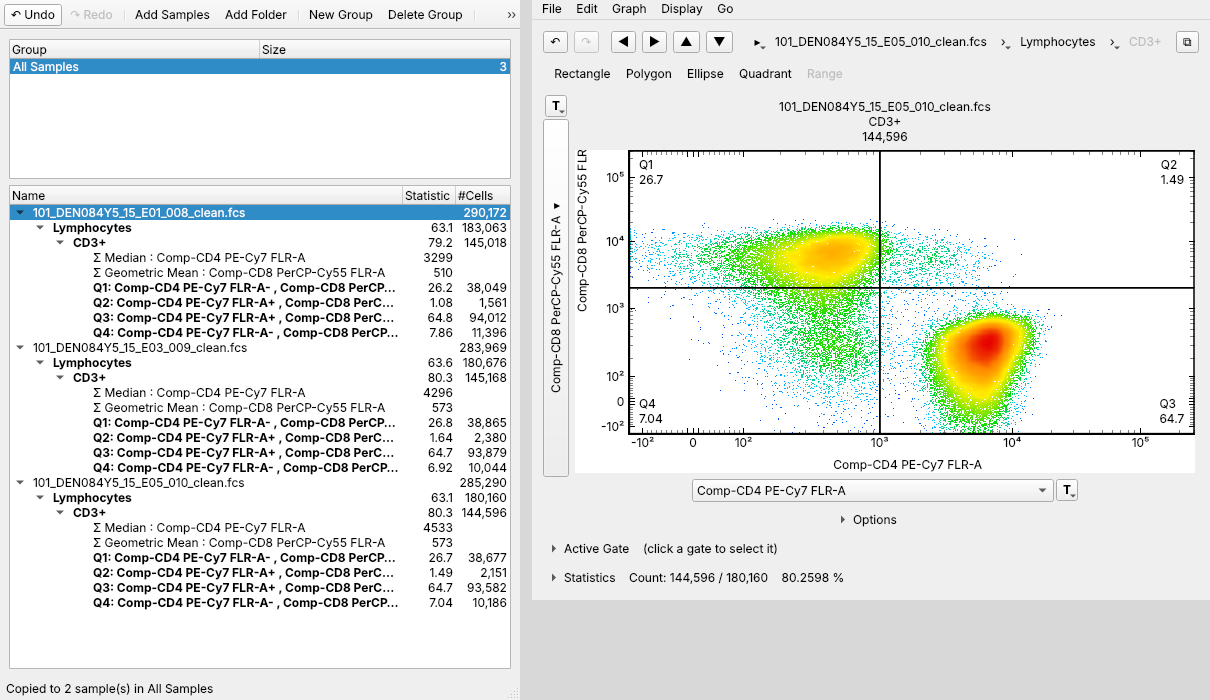 Undo Redo Add Samples Add Folder New Group Delete Group »
Group Size
All Samples 3
Name Statistic #Cells
101_DEN084Y5_15_E01_008_clean.fcs 290,172
Lymphocytes 63.1 183,063
CD3+ 79.2 145,018
Σ Median : Comp-CD4 PE-Cy7 FLR-A 3299
Σ Geometric Mean : Comp-CD8 PerCP-Cy55 FLR-A 510
Q1: Comp-CD4 PE-Cy7 FLR-A- , Comp-CD8 PerCP... 26.2 38,049
Q2: Comp-CD4 PE-Cy7 FLR-A+ , Comp-CD8 PerC... 1.08 1,561
Q3: Comp-CD4 PE-Cy7 FLR-A+ , Comp-CD8 PerC... 64.8 94,012
Q4: Comp-CD4 PE-Cy7 FLR-A- , Comp-CD8 PerCP... 7.86 11,396
101_DEN084Y5_15_E03_009_clean.fcs 283,969
Lymphocytes 63.6 180,676
CD3+ 80.3 145,168
Σ Median : Comp-CD4 PE-Cy7 FLR-A 4296
Σ Geometric Mean : Comp-CD8 PerCP-Cy55 FLR-A 573
Q1: Comp-CD4 PE-Cy7 FLR-A- , Comp-CD8 PerCP... 26.8 38,865
Q2: Comp-CD4 PE-Cy7 FLR-A+ , Comp-CD8 PerC... 1.64 2,380
Q3: Comp-CD4 PE-Cy7 FLR-A+ , Comp-CD8 PerC... 64.7 93,879
Q4: Comp-CD4 PE-Cy7 FLR-A- , Comp-CD8 PerCP... 6.92 10,044
101_DEN084Y5_15_E05_010_clean.fcs 285,290
Lymphocytes 63.1 180,160
CD3+ 80.3 144,596
Σ Median : Comp-CD4 PE-Cy7 FLR-A 4533
Σ Geometric Mean : Comp-CD8 PerCP-Cy55 FLR-A 573
Q1: Comp-CD4 PE-Cy7 FLR-A- , Comp-CD8 PerCP... 26.7 38,677
Q2: Comp-CD4 PE-Cy7 FLR-A+ , Comp-CD8 PerC... 1.49 2,151
Q3: Comp-CD4 PE-Cy7 FLR-A+ , Comp-CD8 PerC... 64.7 93,582
Q4: Comp-CD4 PE-Cy7 FLR-A- , Comp-CD8 PerCP... 7.04 10,186
Copied to 2 sample(s) in All Samples
File Edit Graph Display Go
101_DEN084Y5_15_E05_010_clean.fcs Lymphocytes CD3+
Rectangle Polygon Ellipse Quadrant Range
T
101_DEN084Y5_15_E05_010_clean.fcs
CD3+
144,596
Comp-CD8 PerCP-Cy55 FLR-A
Comp-CD8 PerCP-Cy55 FLR
Q1 Q2
26.7 1.49
10⁵
10⁴
10³
10²
0
-10²
Q4 Q3
7.04 64.7
-10² 0 10² 10³ 10⁴ 10⁵
Comp-CD4 PE-Cy7 FLR-A
Comp-CD4 PE-Cy7 FLR-A T
Options
Active Gate (click a gate to select it)
Statistics Count: 144,596 / 180,160 80.2598 %